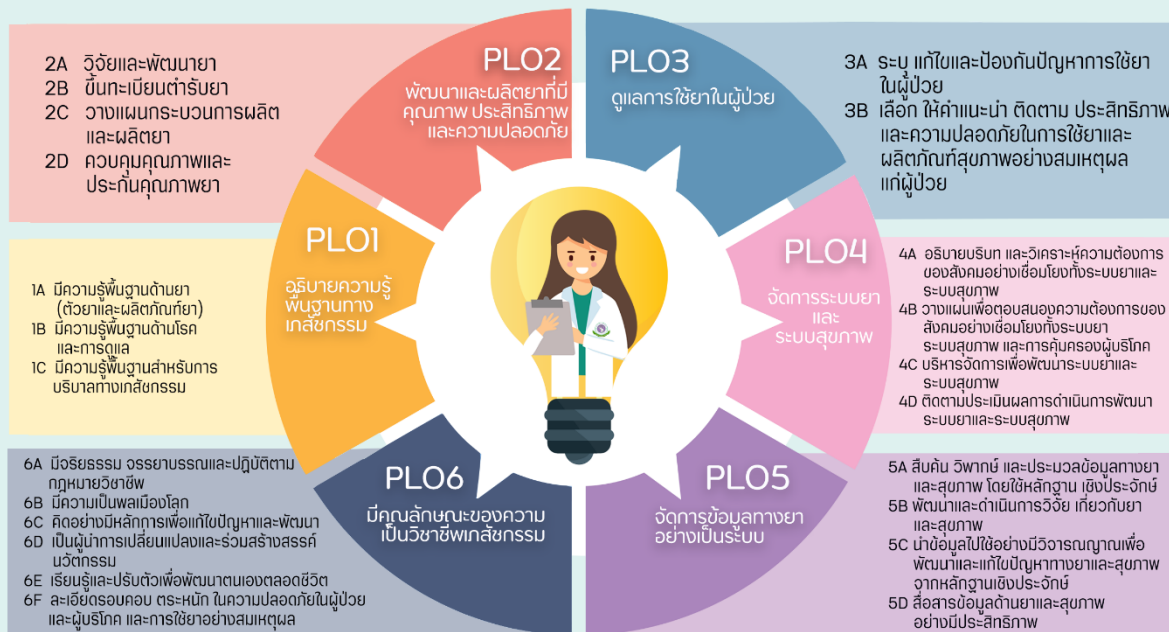 PLO1
อธิบายความรู้
พื้นฐานทาง
เภสัชกรรม
1A มีความรู้พื้นฐานด้านยา
(ตัวยาและผลิตภัณฑ์ยา)
1B มีความรู้พื้นฐานด้านโรค
และการดูแล
1C มีความรู้พื้นฐานสำหรับการ
บริบาลทางเภสัชกรรม
PLO2
พัฒนาและผลิตยาที่มี
คุณภาพ ประสิทธิภาพ
และความปลอดภัย
2A วิจัยและพัฒนายา
2B ขึ้นทะเบียนตำรับยา
2C วางแผนกระบวนการผลิต
และผลิตยา
2D ควบคุมคุณภาพและ
ประกันคุณภาพยา
PLO3
ดูแลการใช้ยาในผู้ป่วย
3A ระบุ แก้ไขและป้องกันปัญหาการใช้ยา
ในผู้ป่วย
3B เลือก ให้คำแนะนำ ติดตาม ประสิทธิภาพ
และความปลอดภัยในการใช้ยาและ
ผลิตภัณฑ์สุขภาพอย่างสมเหตุผล
แก่ผู้ป่วย
PLO4
จัดการระบบยา
และ
ระบบสุขภาพ
4A อธิบายบริบท และวิเคราะห์ความต้องการ
ของสังคมอย่างเชื่อมโยงทั้งระบบยาและ
ระบบสุขภาพ
4B วางแผนเพื่อตอบสนองความต้องการของ
สังคมอย่างเชื่อมโยงทั้งระบบยา
ระบบสุขภาพ และการคุ้มครองผู้บริโภค
4C บริหารจัดการเพื่อพัฒนาระบบยาและ
ระบบสุขภาพ
4D ติดตามประเมินผลการดำเนินการพัฒนา
ระบบยาและระบบสุขภาพ
PLO5
จัดการข้อมูลทางยา
อย่างเป็นระบบ
5A สืบค้น วิพากษ์ และประมวลข้อมูลทางยา
และสุขภาพ โดยใช้หลักฐาน เชิงประจักษ์
5B พัฒนาและดำเนินการวิจัย เกี่ยวกับยา
และสุขภาพ
5C นำข้อมูลไปใช้อย่างมีวิจารณญาณเพื่อ
พัฒนาและแก้ไขปัญหาทางยาและสุขภาพ
จากหลักฐานเชิงประจักษ์
5D สื่อสารข้อมูลด้านยาและสุขภาพ
อย่างมีประสิทธิภาพ
PLO6
มีคุณลักษณะของความ
เป็นวิชาชีพเภสัชกรรม
6A มีจริยธรรม จรรยาบรรณและปฏิบัติตาม
กฎหมายวิชาชีพ
6B มีความเป็นพลเมืองโลก
6C คิดอย่างมีหลักการเพื่อแก้ไขปัญหาและพัฒนา
6D เป็นผู้นำการเปลี่ยนแปลงและร่วมสร้างสรรค์
นวัตกรรม
6E เรียนรู้และปรับตัวเพื่อพัฒนาตนเองตลอดชีวิต
6F ละเอียดรอบคอบ ตระหนัก ในความปลอดภัยในผู้ป่วย
และผู้บริโภค และการใช้ยาอย่างสมเหตุผล